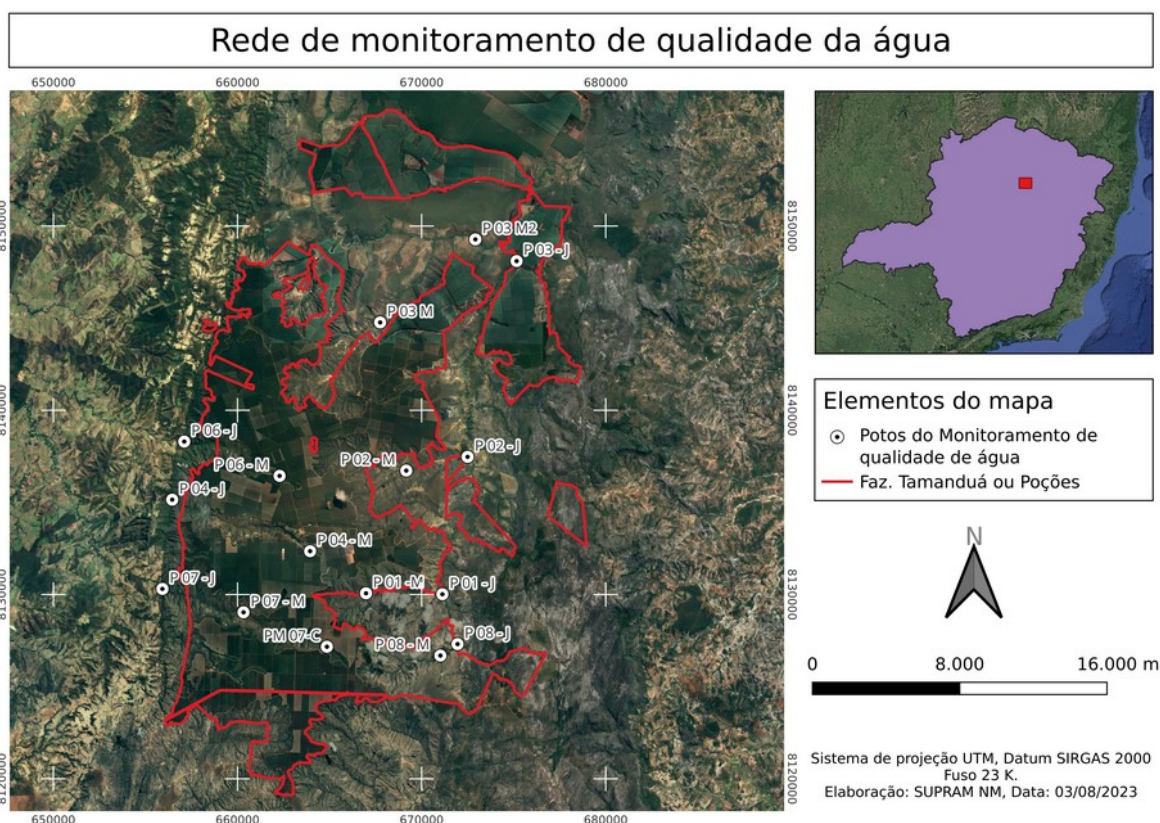 Rede de monitoramento de qualidade da água
650000 660000 670000 680000
8150000 8150000
P 03 M2
P 03 - J
P 03 M
8140000 8140000
P 06 - J
P 06 - M
P 02 - M
P 02 - J
P 04 - J
P 04 - M
P 07 - J
P 01 - M
P 01 - J
8130000 8130000
P 07 - M
PM 07-C
P 08 - M
P 08 - J
8120000 8120000
650000 660000 670000 680000
Elementos do mapa
Potos do Monitoramento de
qualidade de água
Faz. Tamanduá ou Poções
N
0 8.000 16.000 m
Sistema de projeção UTM, Datum SIRGAS 2000
Fuso 23 K.
Elaboração: SUPRAM NM, Data: 03/08/2023